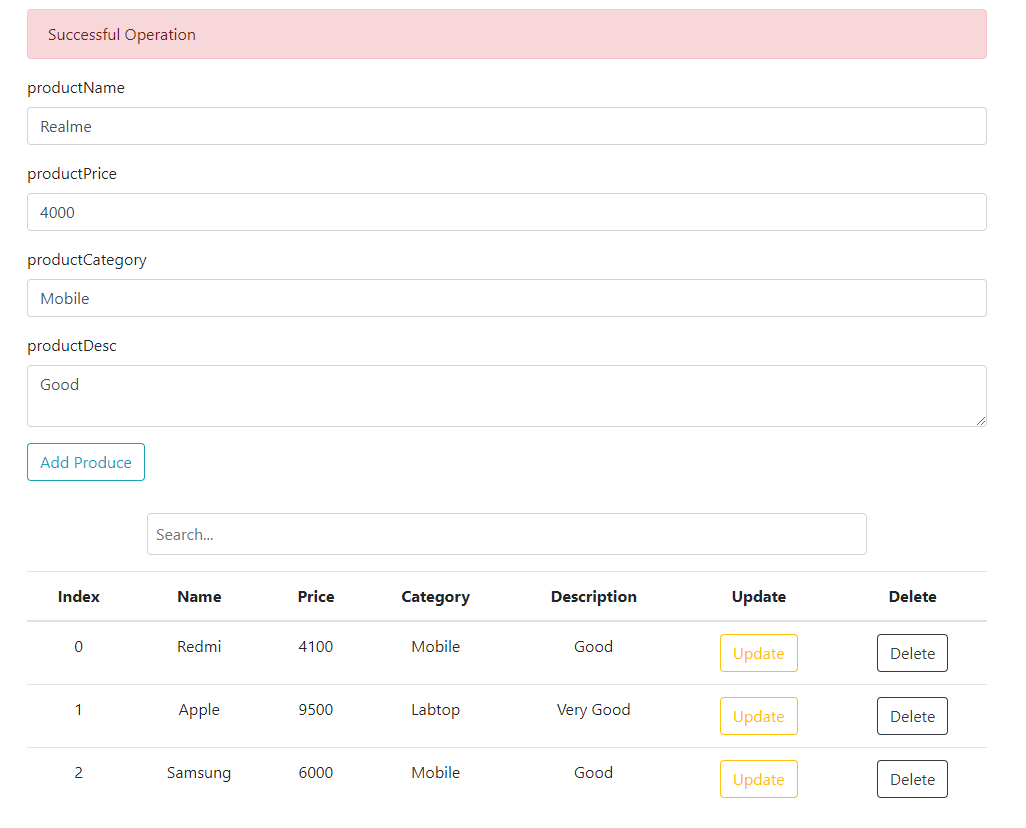 Successful Operation
productName
Realme
productPrice
4000
productCategory
Mobile
productDesc
Good
Add Produce
Search...
Index Name Price Category Description Update Delete
0 Redmi 4100 Mobile Good Update Delete
1 Apple 9500 Labtop Very Good Update Delete
2 Samsung 6000 Mobile Good Update Delete